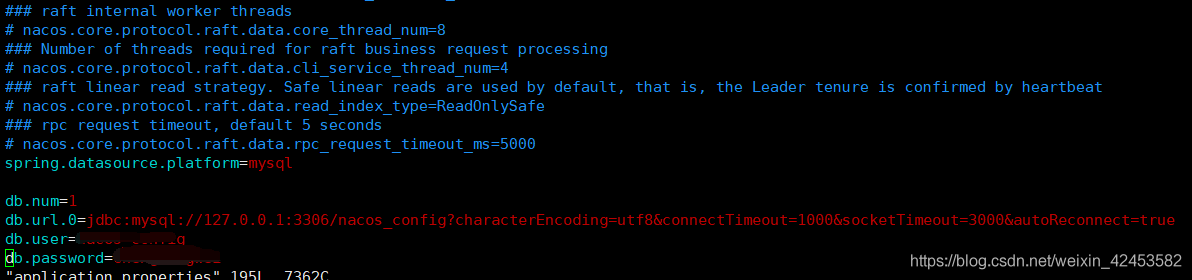 ### raft internal worker threads
# nacos.core.protocol.raft.data.core_thread_num=8
### Number of threads required for raft business request processing
# nacos.core.protocol.raft.data.cli_service_thread_num=4
### raft linear read strategy. Safe linear reads are used by default, that is, the Leader tenure is confirmed by heartbeat
# nacos.core.protocol.raft.data.read_index_type=ReadOnlySafe
### rpc request timeout, default 5 seconds
# nacos.core.protocol.raft.data.rpc_request_timeout_ms=5000
spring.datasource.platform=mysql
db.num=1
db.url.0=jdbc:mysql://127.0.0.1:3306/nacos_config?characterEncoding=utf8&connectTimeout=1000&socketTimeout=3000&autoReconnect=true
db.user=
db.password=
"application.properties" 195L, 7362C
https://blog.csdn.net/weixin_42453582